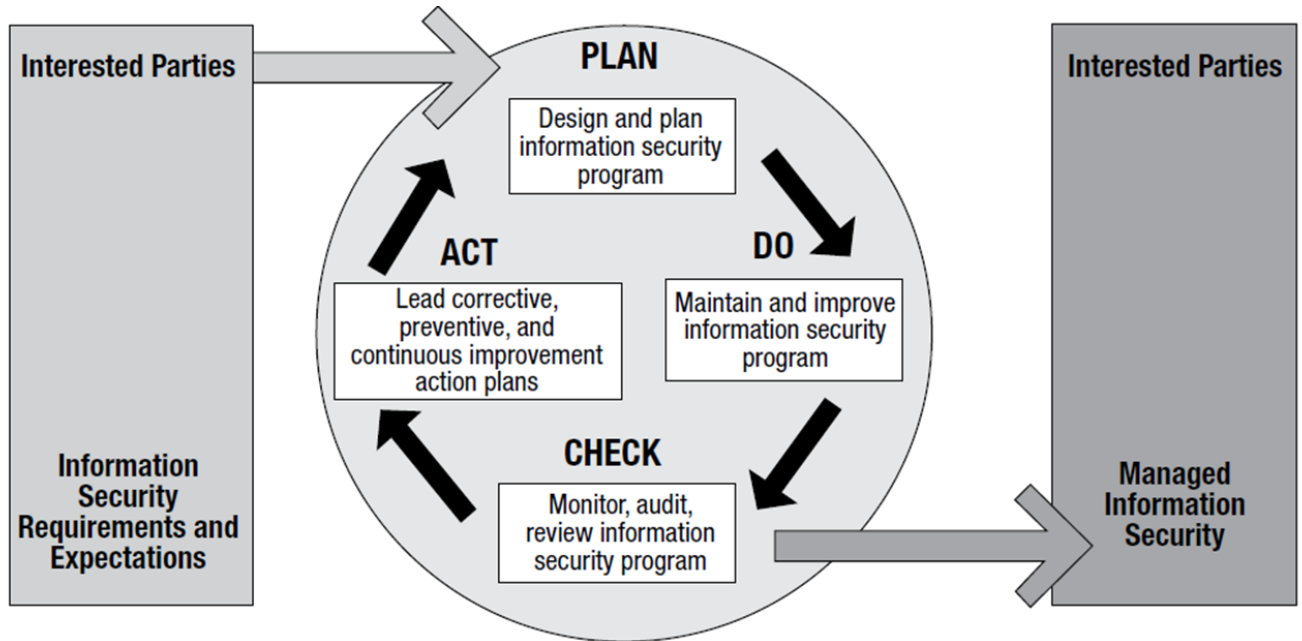 Interested Parties
Information
Security
Requirements and
Expectations
PLAN
Design and plan
information security
program
DO
Maintain and improve
information security
program
CHECK
Monitor, audit,
review information
security program
ACT
Lead corrective,
preventive, and
continuous improvement
action plans
Interested Parties
Managed
Information
Security